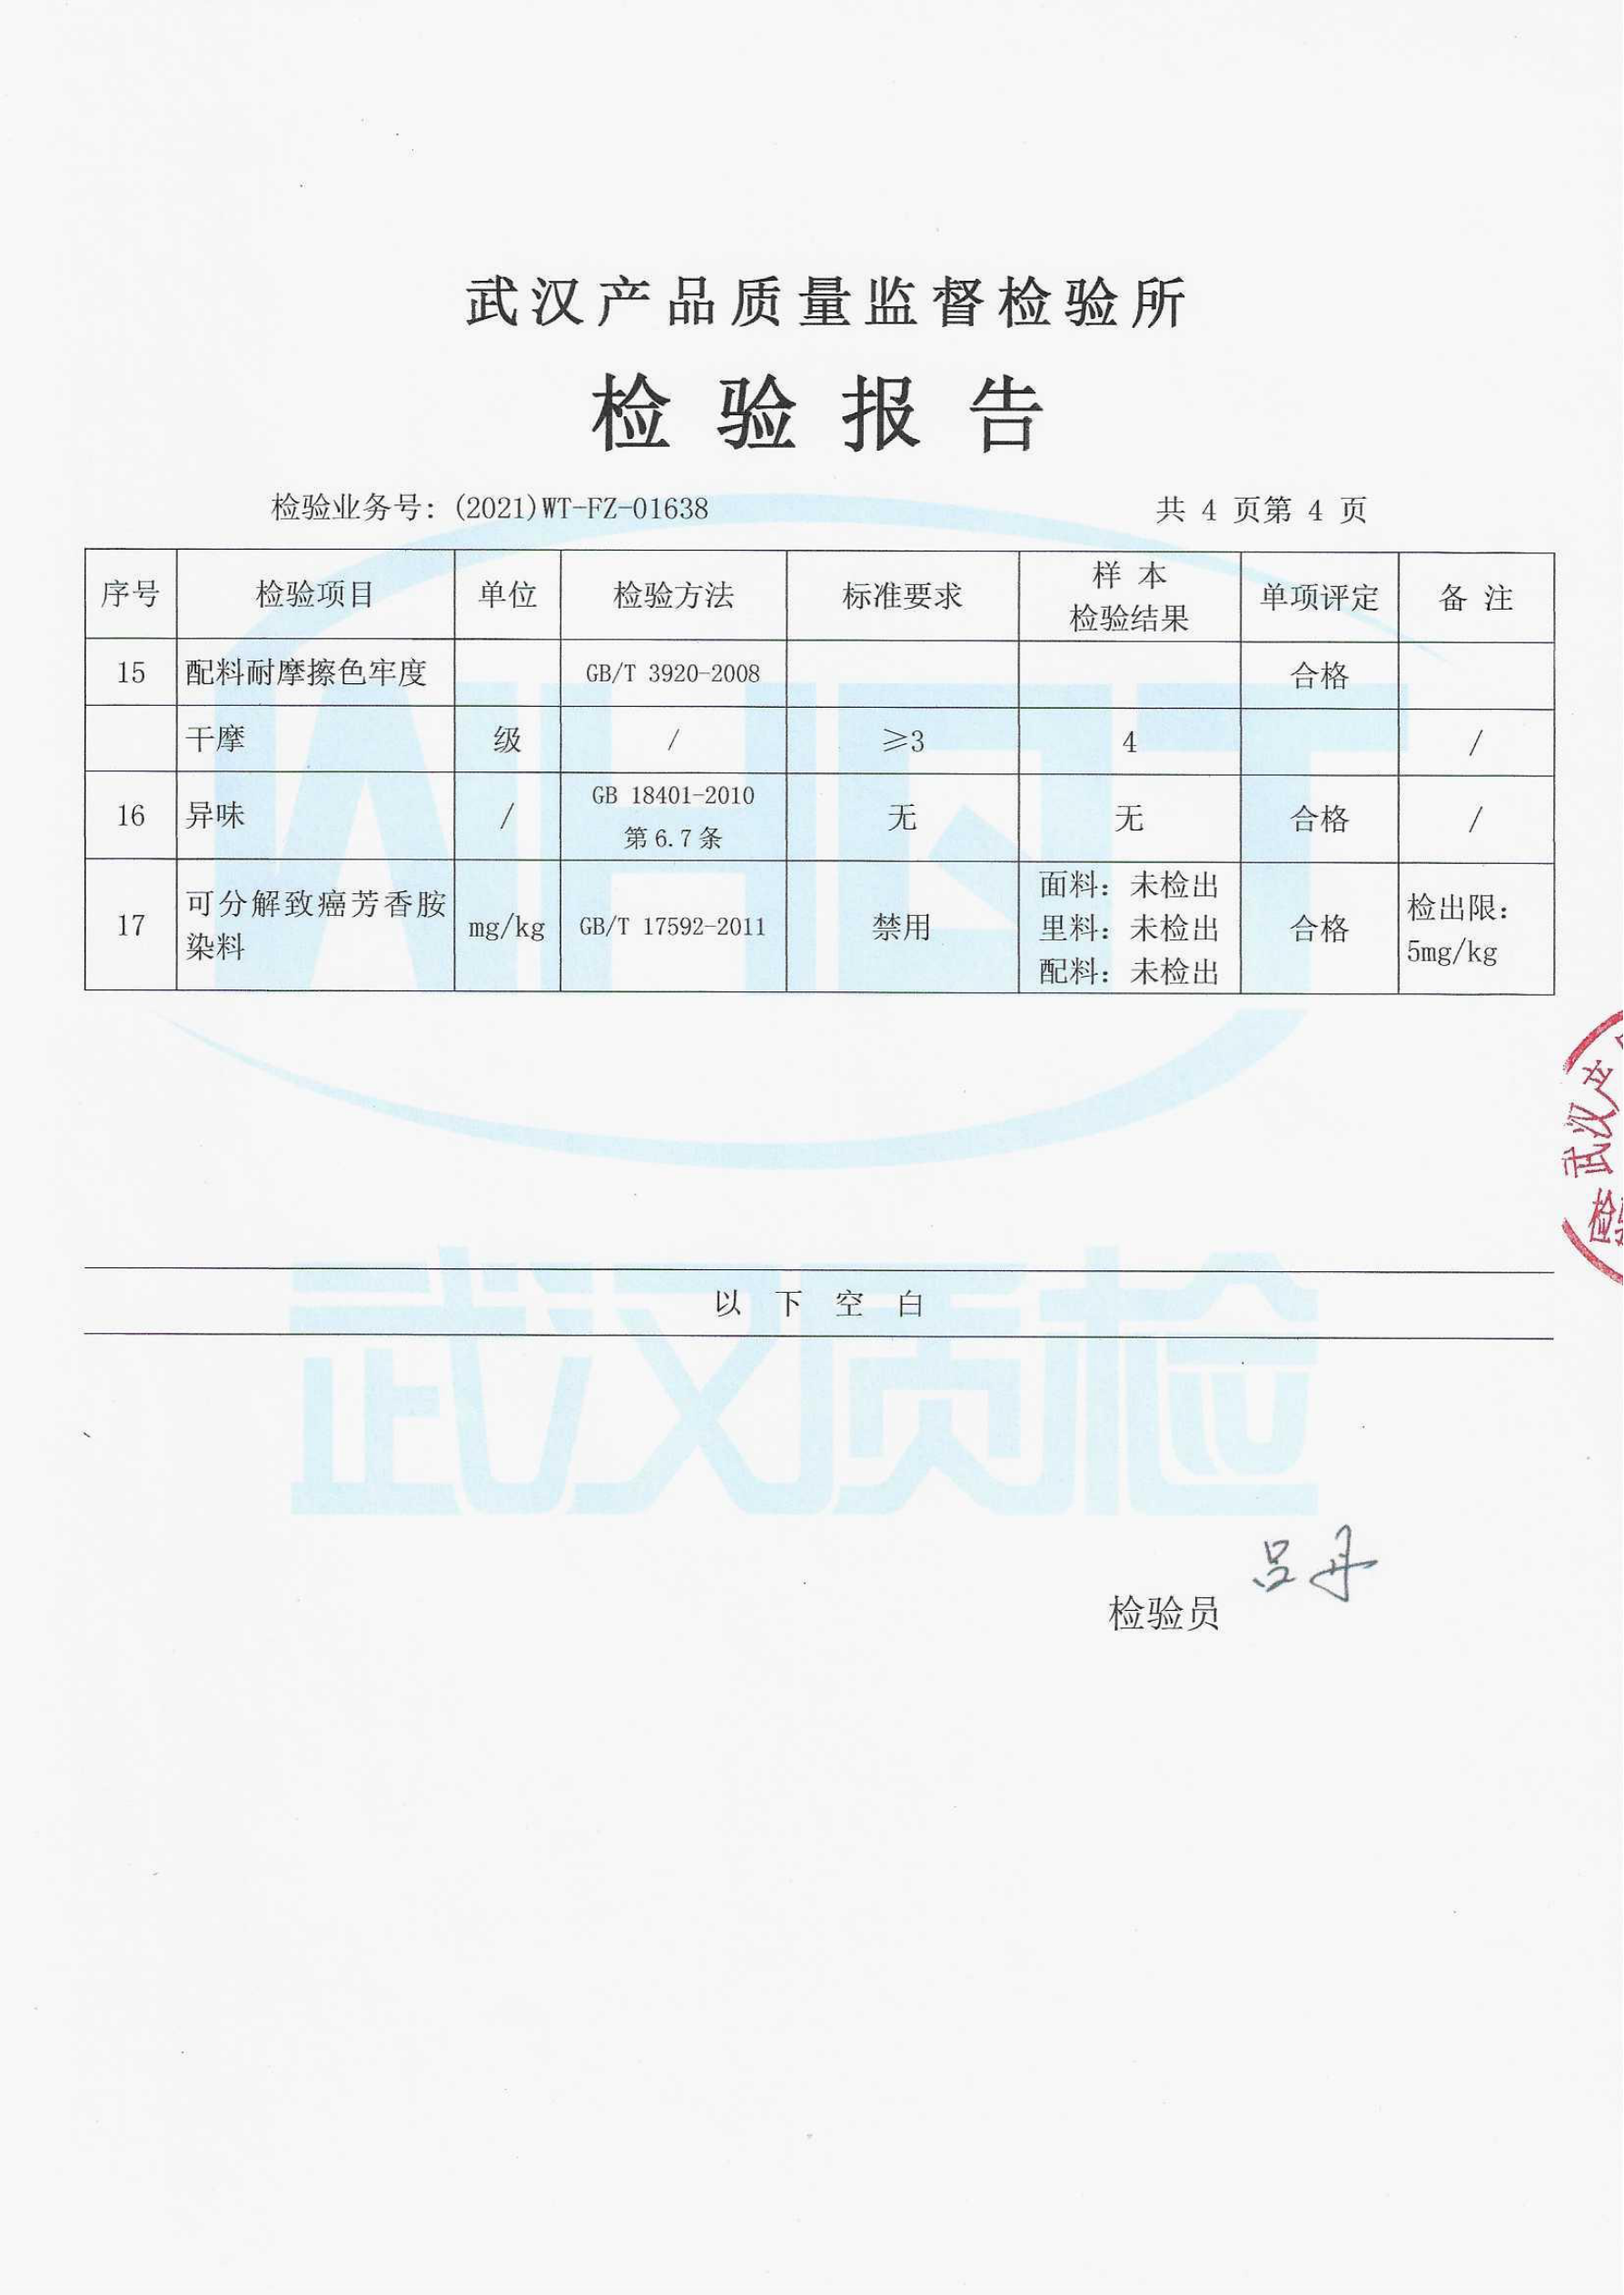 武汉产品质量监督检验所
检验报告
检验业务号：(2021)WT-FZ-01638 共 4 页第 4 页
序号 检验项目 单位 检验方法 标准要求 样本检验结果 单项评定 备注
15 配料耐摩擦色牢度 GB/T 3920-2008 合格
干摩 级 / ≥3 4 /
16 异味 / GB 18401-2010 第6.7条 无 无 合格 /
17 可分解致癌芳香胺染料 mg/kg GB/T 17592-2011 禁用 面料：未检出 里料：未检出 配料：未检出 合格 检出限：5mg/kg
以下空白
检验员 吕丹
WHQT
武汉质检
武汉产
检验